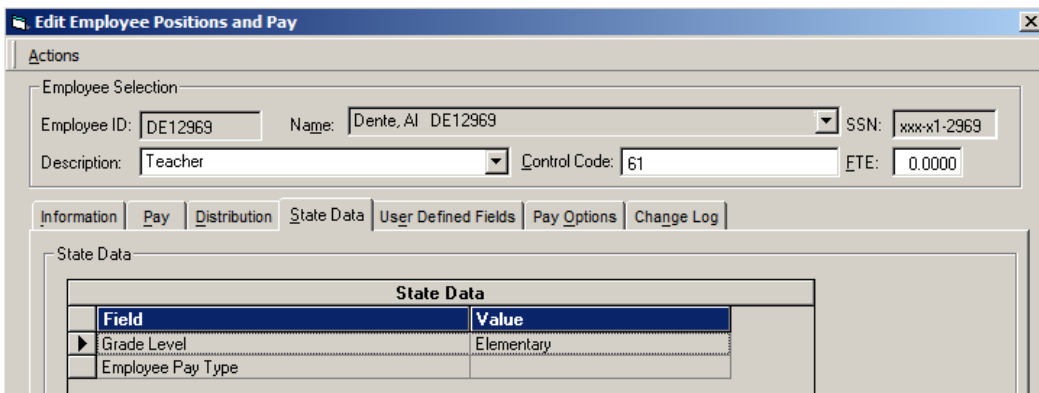 Edit Employee Positions and Pay
Actions
Employee Selection
Employee ID: DE12969 Name: Dente, Al DE12969 SSN: xxx-x1-2969
Description: Teacher Control Code: 61 FTE: 0.0000
Information Pay Distribution State Data User Defined Fields Pay Options Change Log
State Data
State Data
Field Value
Grade Level Elementary
Employee Pay Type